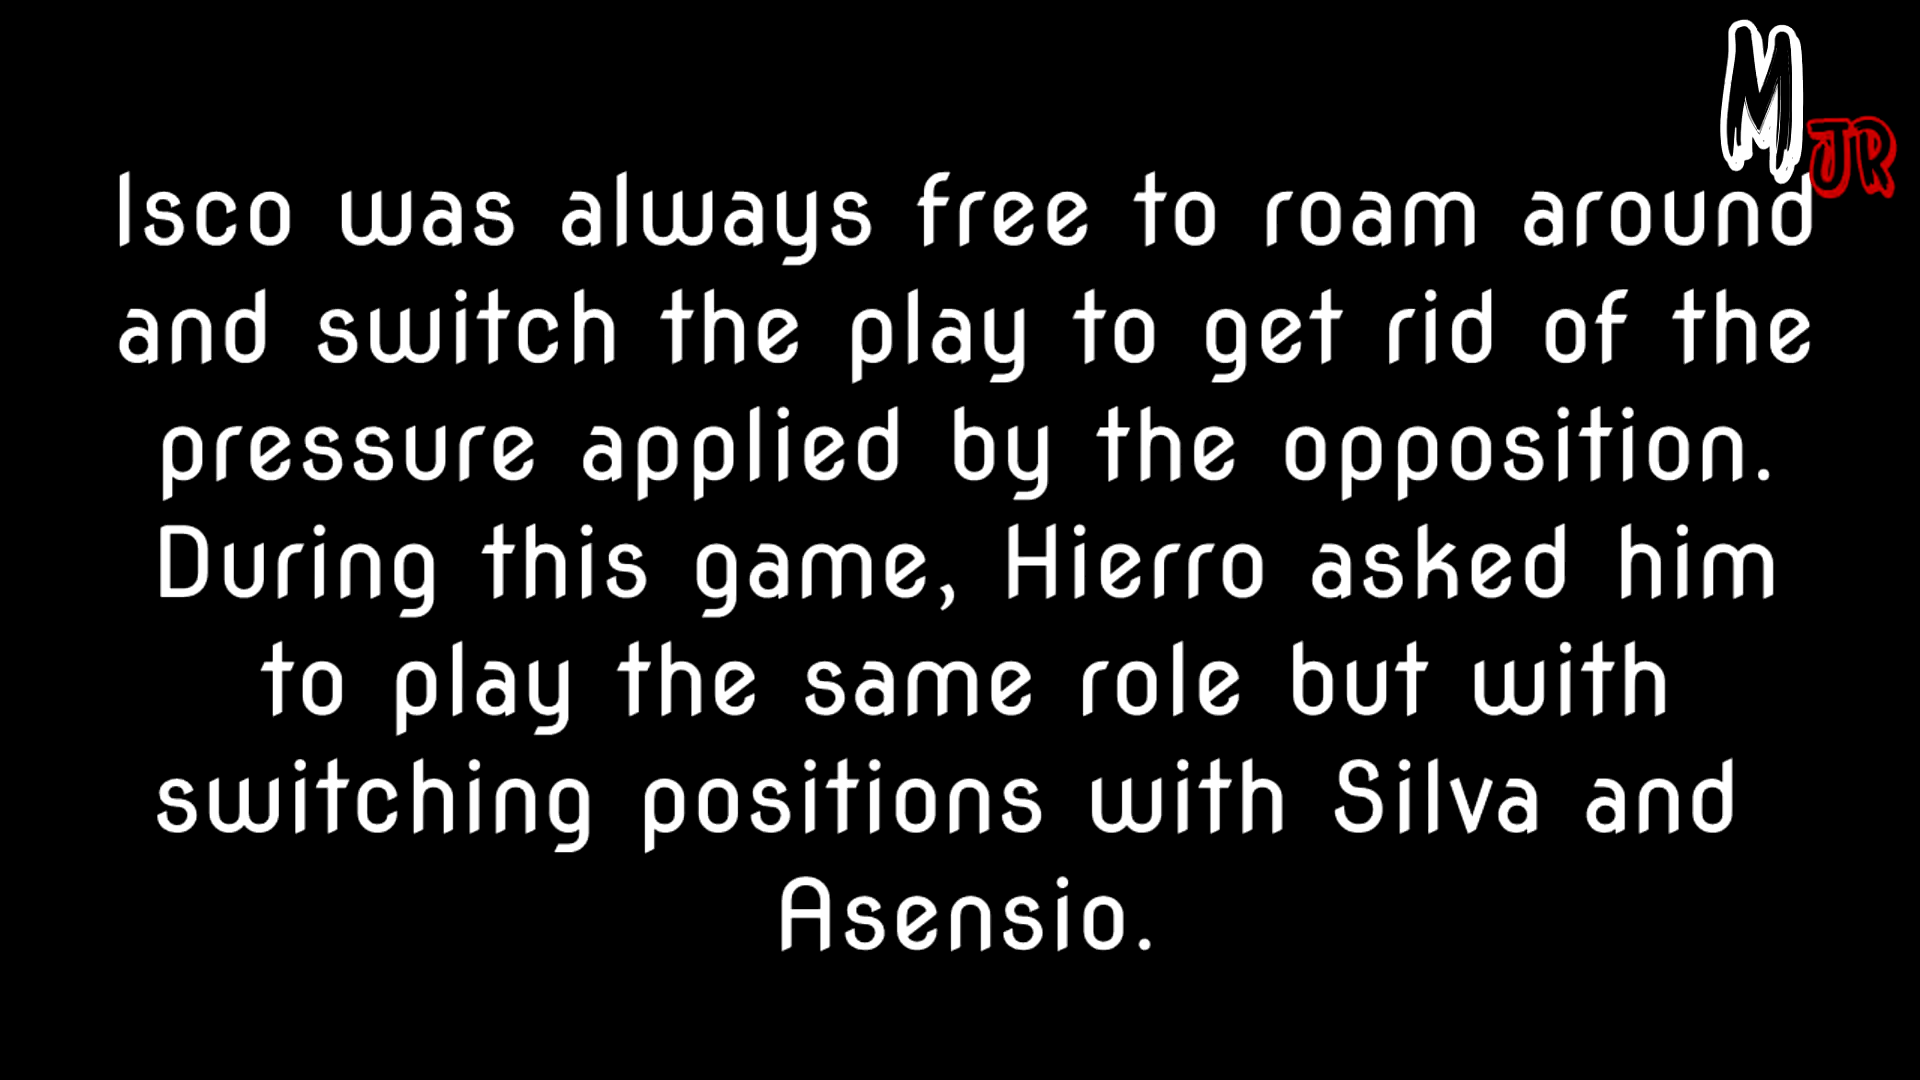 M
JR
Isco was always free to roam around
and switch the play to get rid of the
pressure applied by the opposition.
During this game, Hierro asked him
to play the same role but with
switching positions with Silva and
Asensio.